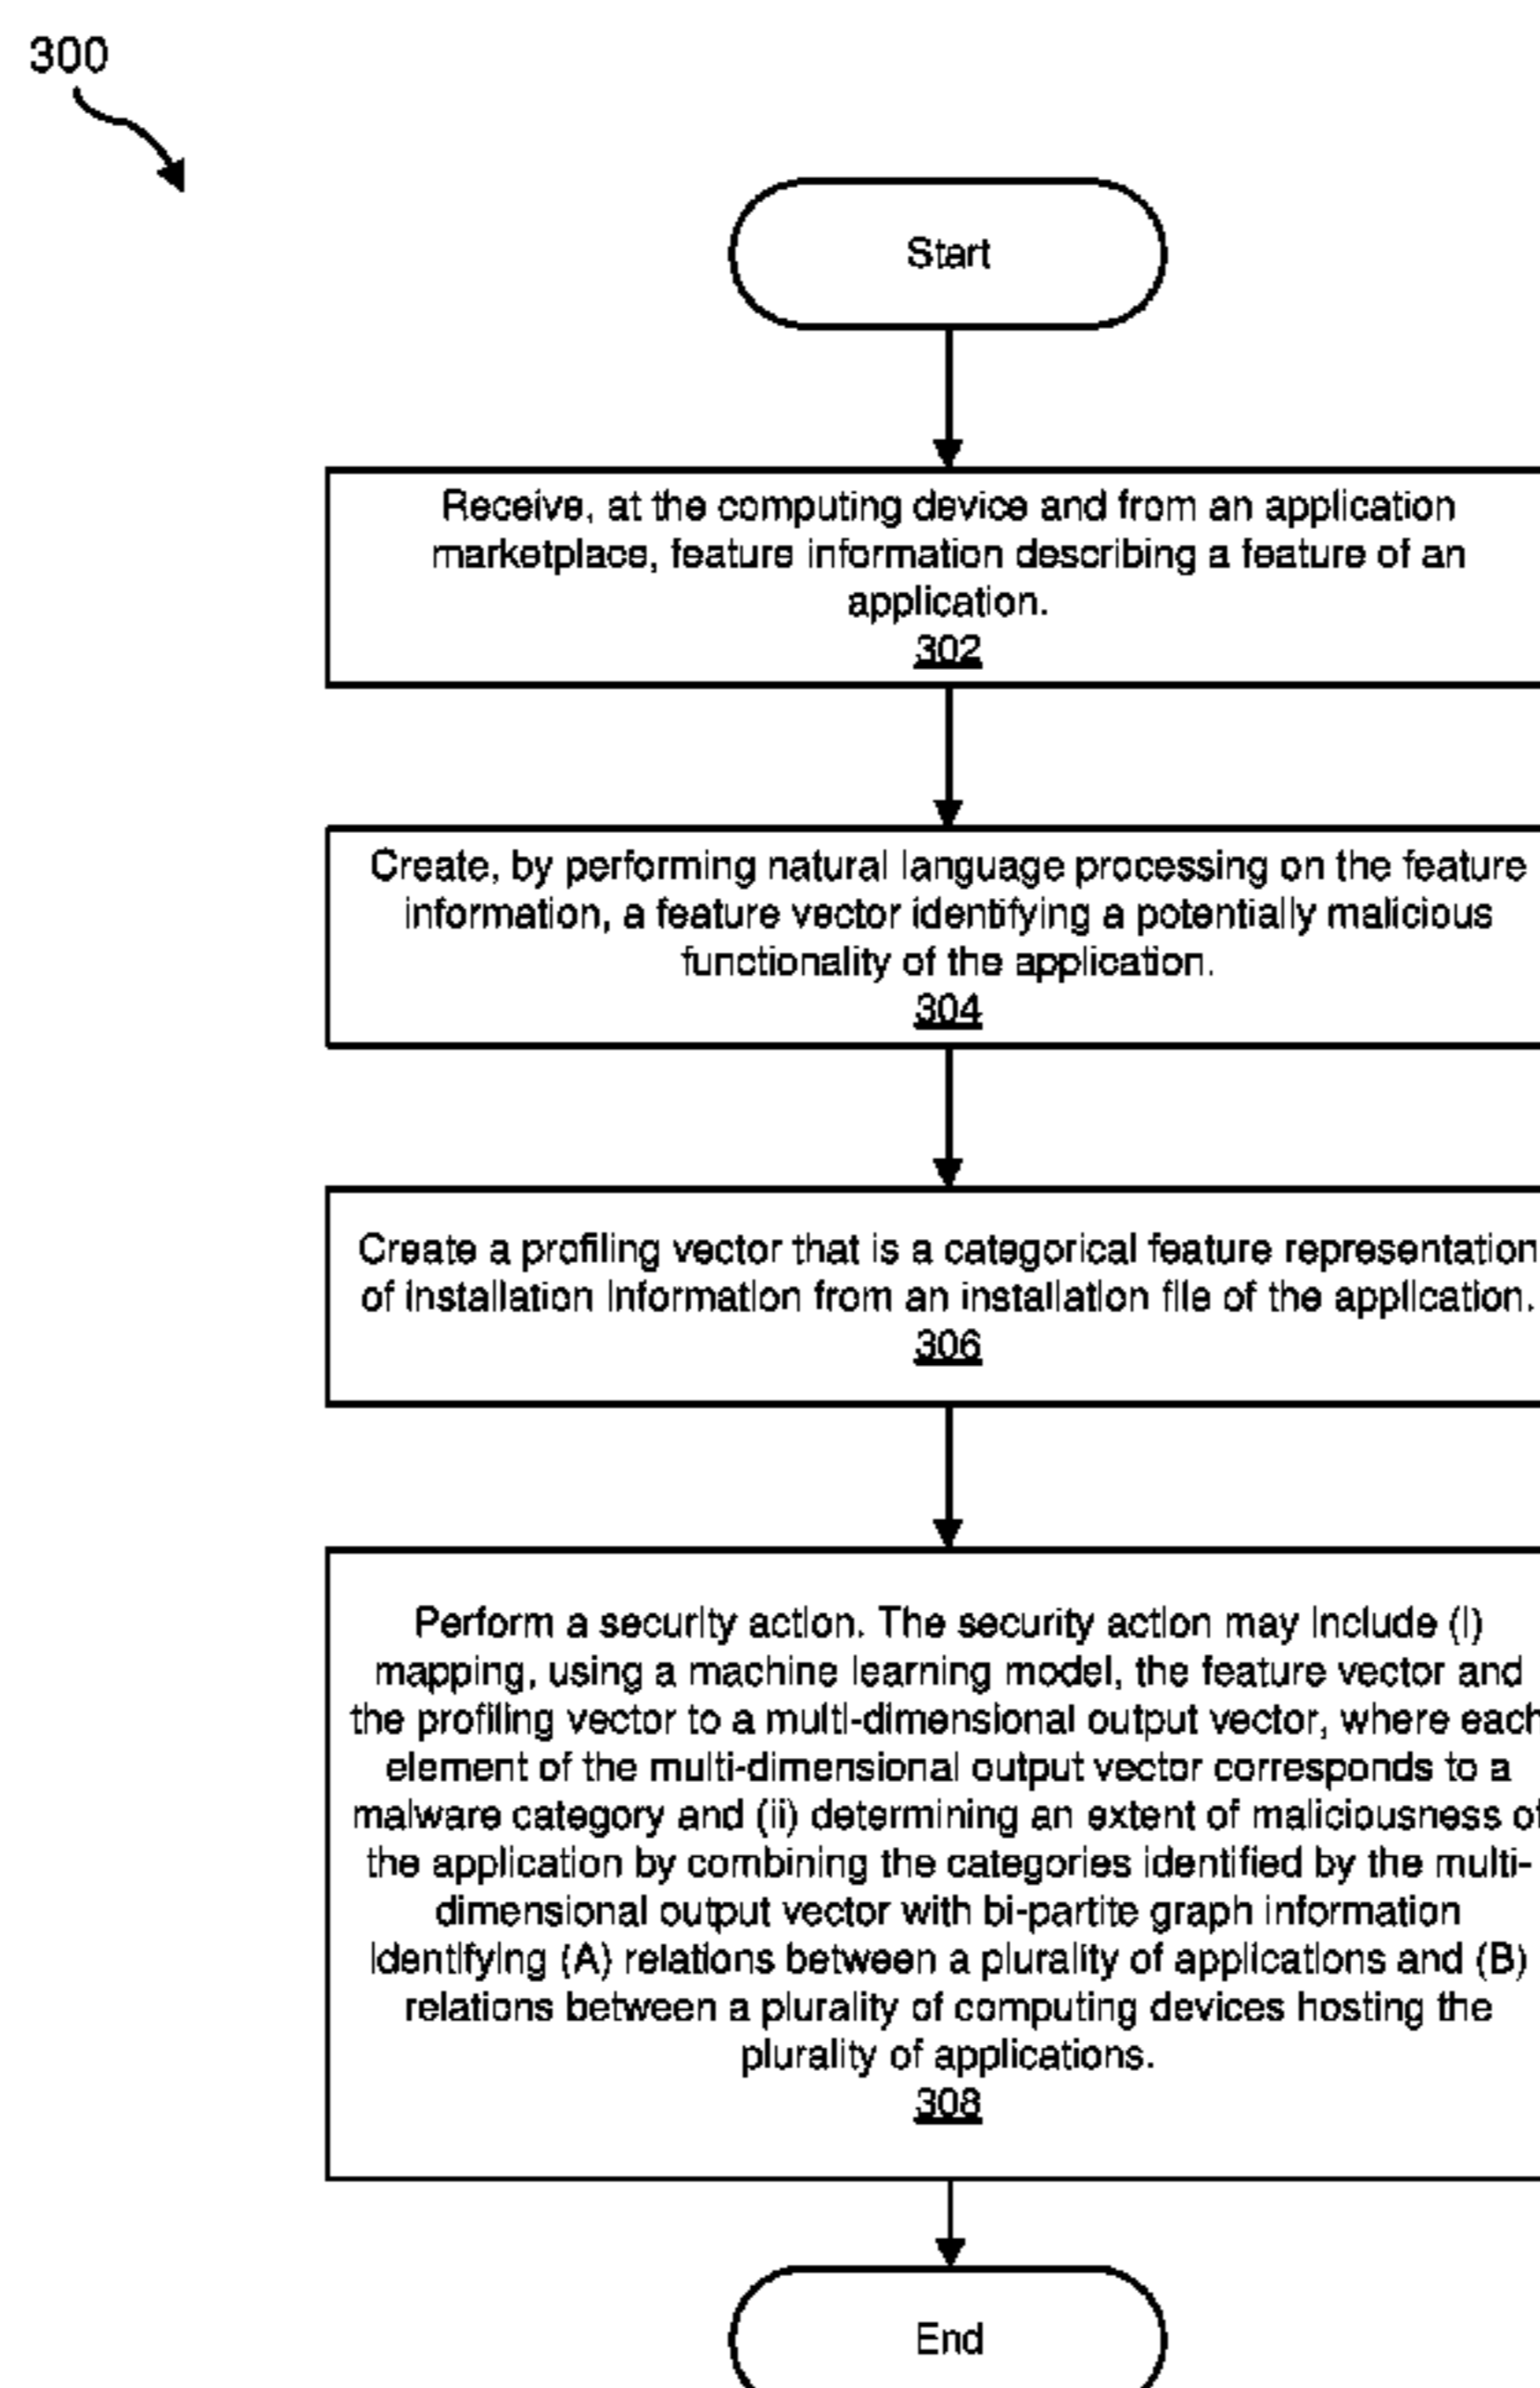 300
Start
Receive, at the computing device and from an application
marketplace, feature information describing a feature of an
application.
302
Create, by performing natural language processing on the feature
information, a feature vector identifying a potentially malicious
functionality of the application.
304
Create a profiling vector that is a categorical feature representation
of installation information from an installation file of the application.
306
Perform a security action. The security action may include (i)
mapping, using a machine learning model, the feature vector and
the profiling vector to a multi-dimensional output vector, where each
element of the multi-dimensional output vector corresponds to a
malware category and (ii) determining an extent of maliciousness of
the application by combining the categories identified by the multi-
dimensional output vector with bi-partite graph information
identifying (A) relations between a plurality of applications and (B)
relations between a plurality of computing devices hosting the
plurality of applications.
308
End